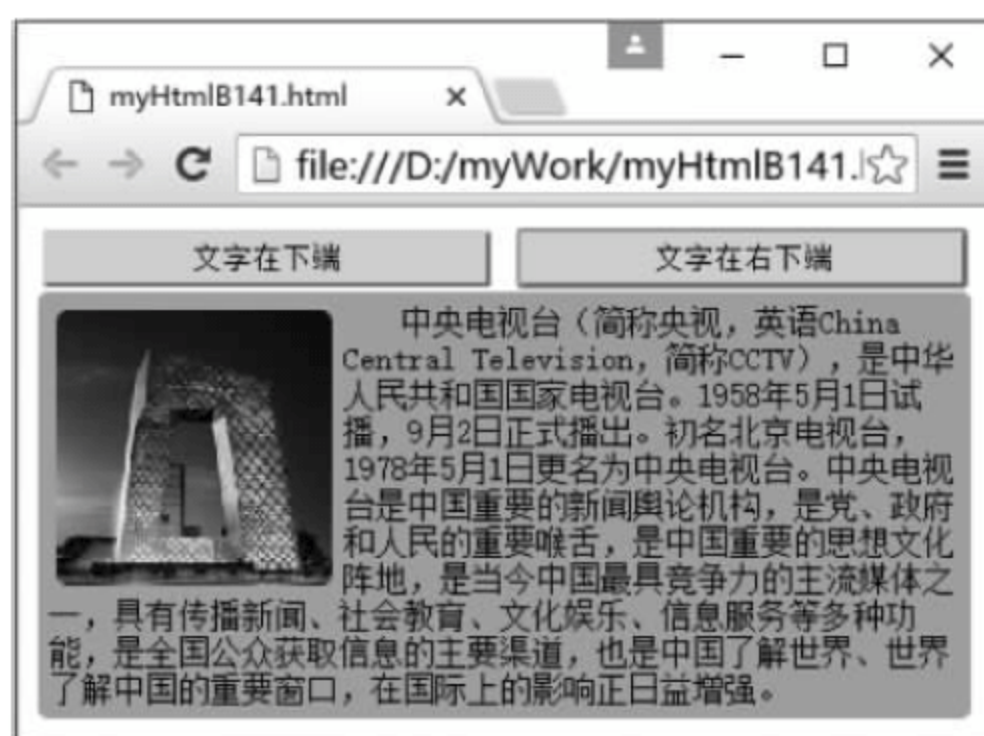 myHtmlB141.html
file:///D:/myWork/myHtmlB141.
文字在下端
文字在右下端
中央电视台（简称央视，英语China
Central Television，简称CCTV），是中华
人民共和国国家电视台。1958年5月1日试
播，9月2日正式播出。初名北京电视台，
1978年5月1日更名为中央电视台。中央电视
台是中国重要的新闻舆论机构，是党、政府
和人民的重要喉舌，是中国重要的思想文化
阵地，是当今中国最具竞争力的主流媒体之
一，具有传播新闻、社会教育、文化娱乐、信息服务等多种功
能，是全国公众获取信息的主要渠道，也是中国了解世界、世界
了解中国的重要窗口，在国际上的影响正日益增强。